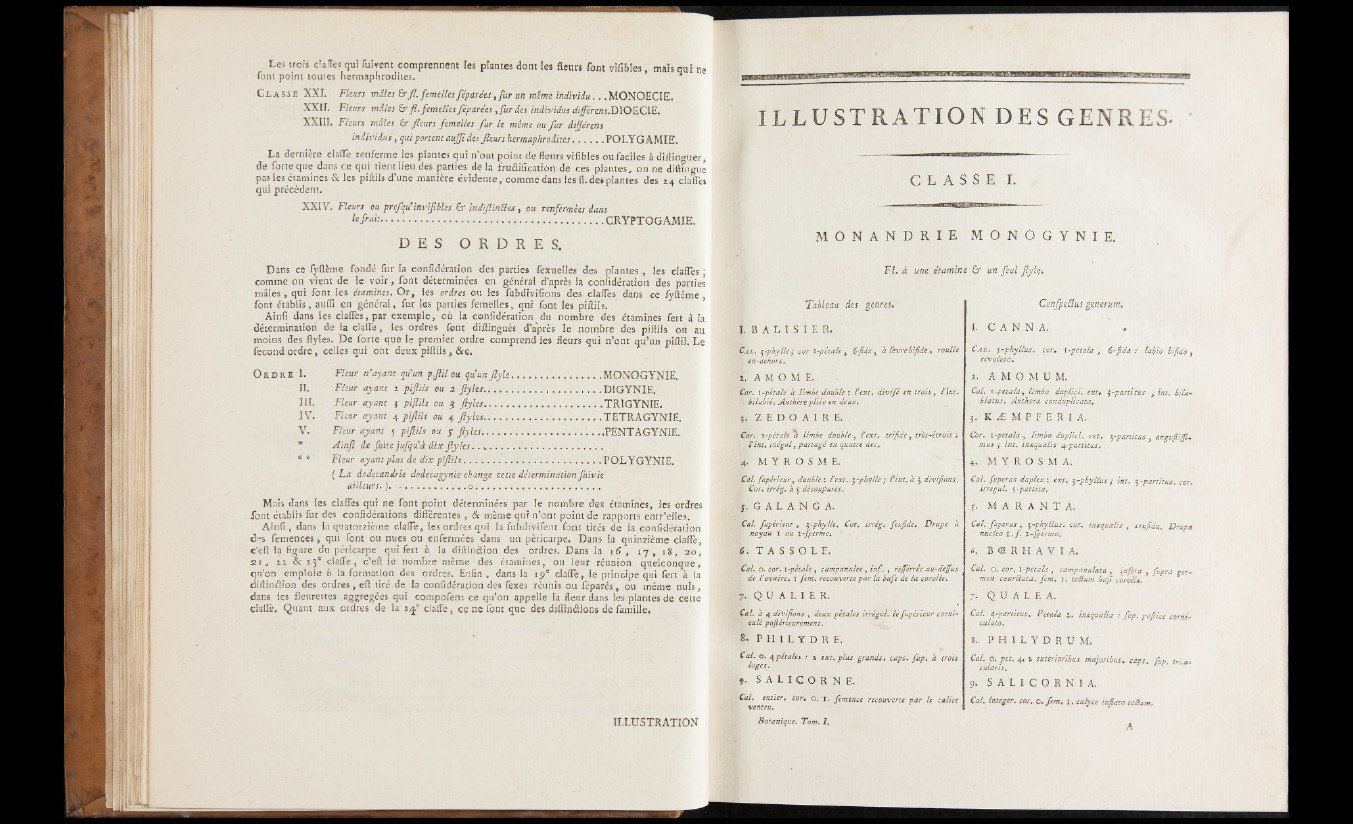 Les trois claſſes qui ſuivent comprennent les plantes dont les fleurs ſont viſibles, mais qui ne
ſont point toutes hermaphrodites.
CLASSE XXI. Fleurs mâles & fl. femelles ſéparées, ſur un même individu. . .MONOECIE.
XXII. Fleurs mâles & fl. femelles ſéparées, ſur des individus différens.DIOECIE.
XXIII. Fleurs mâles & fleurs femelles ſur le même ou ſur différens
individus, qui portent auſſi des fleurs hermaphrodites......POLYGAMIE.
La dernière claſſe renferme les plantes qui n'ont point de fleurs viſibles ou faciles à diſtinguer,
de ſorte que dans ce qui tient lieu des parties de la fructification de ces plantes, on ne diſtingue
pas les étamines & les piſtils d'une manière évidente, comme dans les fl. des plantes des 24 claſſes
qui précèdent.
XXIV. Fleurs ou preſqu'inviſibles & indiſtinctes, ou renfermées dans
le fruit......................................CRYPTOGAMIE.
DES ORDRES.
Dans ce ſyſtême fondé ſur la conſidération des parties ſexuelles des plantes, les claſſes,
comme on vient de le voir, ſont déterminées en général d'après la conſidération des parties
mâles, qui ſont les étamines. Or, les ordres ou les ſubdiviſions des claſſes dans ce ſyſtême,
ſont établis, auſſi en général, ſur les parties femelles, qui ſont les piſtils.
Ainſi dans les claſſes, par exemple, où la conſidération du nombre des étamines ſert à la
détermination de la claſſe, les ordres ſont diſtingués d'après le nombre des piſtils ou au
moins des ſtyles. De ſorte que le premier ordre comprend les fleurs qui n'ont qu'un piſtil. Le
ſecond ordre, celles qui ont deux piſtils, &c.
ORDRE I. Fleur n'ayant qu'un piſtil ou qu'un ſtyle................MONOGYNIE.
II. Fleur ayant 2 piſtils ou 2 ſtyles....................DIGYNIE.
III. Fleur ayant 3 piſtils ou 3 ſtyles....................TRIGYNIE.
IV. Fleur ayant 4 piſtils ou 4 ſtyles....................TETRAGYNIE.
V. Fleur ayant 5 piſtils ou 5 ſtyles....................PENTAGYNIE.
* Ainſi de ſuite juſqu'à dix ſtyles......................
* * Fleur ayant plus de dix piſtils........................POLYGYNIE.
(La dodecandrie dodecagynie change cette détermination ſuivie
ailleurs.)....................................
Mais dans les claſſes qui ne ſont point déterminées par le nombre des étamines, les ordres
ſont établis ſur des conſidérations différentes, & même qui n'ont point de rapports entr'elles.
Ainſi, dans la quatorzième claſſe, les ordres qui la ſubdiviſent ſont tirés de la conſidération
des ſemences, qui ſont ou nues ou enfermées dans un péricarpe. Dans la quinzième claſſe,
c'eſt la figure du péricarpe qui ſert à la diſtinction des ordres. Dans la 16, 17, 18, 20,
21, 22 & 23e claſſe, c'eſt le nombre même des étamines, ou leur réunion quelconque,
qu'on emploie à la formation des ordres. Enfin, dans la 19e claſſe, le principe qui ſert à la
diſtinction des ordres, eſt tiré de la conſidération des ſexes réunis ou ſéparés, ou même nuls,
dans les fleurettes aggregées qui compoſent ce qu'on appelle la fleur dans les plantes de cette
claſſe. Quant aux ordres de la 24e claſſe, ce ne ſont que des diſtinctions de famille.
ILLUSTRATION
ILLUSTRATION DES GENRES.
CLASSE I.
MONANDRIE MONOGYNIE.
Fl. à une étamine & un ſeul ſtyle.
Tableau des genres.
1. BALISIER.
Cal. 3-phylle; cor 1-pétale, 6-fide, à lèvre bifide, roulée
en-dehors.
2. AMOME.
Cor. 1-pétale à limbe double: l'ext. diviſé en trois, l'int.
bilabié. Anthère pliée en deux.
3. ZEDOAIRE.
Cor. 1-pétale à limbe double, l'ext. trifide, très-étroit;
l'int. inégal, partagé en quatre dec.
4. MYROSME.
Cal. ſupérieur, double: l'ext. 3-phylle; l'int. à 3 diviſions.
Cor. irrég. à 5 découpures.
5. GALANGA.
Cal. ſupérieur, 3-phylle. Cor. irrég. ſexfide. Drupe à
noyau 1 ou 2-ſperme.
6. TASSOLE.
Cal. 0. cor. 1-pétale, campanulée, inf., reſſerrée au-deſſus
de l'ovaire. 1 ſem. recouverte par la baſe de la corolle.
7. QUALIER.
Cal. à 4 diviſions, deux pétales irrégul. le ſupérieur corni-
culé poſtérieurement.
8. PHILYDRE.
Cal. 0. 4 pétales: 2 ext. plus grands. caps. ſup. à trois
loges.
9. SALICORNE.
Cal. entier. cor. 0. 1. ſemence recouverte par le calice
ventru.
Botanique. Tom. I.
Conſpectus generum.
1. CANNA.
Cal. 3-phyllus. cor. 1-petala, 6-fida: labio bifido,
revoluto.
2. AMOMUM.
Cal. 1-petala, limbo duplici. ext. 3-partitus, int. bila-
biatus. Anthera conduplicata.
3. KÆMPFERIA.
Cor. 1-petala, limbo duplici. ext. 3-partitus, anguſtiſſi-
mus; int. inæqualis 4-partitus.
4. MYROSMA.
Cal. ſuperus duplex: ext. 3-phyllus; int. 3-partitus. cor.
irregul. 5-partita.
5. MARANTA.
Cal. ſuperus, 3-phyllus. cor. inæqualis, sexfida. Drupa
nucleo 1. ſ. 2-ſpermo.
6. BŒRHAVIA.
Cal. 0. cor. 1-petala, campanulata, infera, ſupra ger-
men coarctata. ſem. 1. tectum baſi corollæ.
7. QUALEA.
Cal. 4-partitus. Petala 2. inæqualia: ſup. poſtice corni-
culato.
8. PHILYDRUM.
Cal. 0. pet. 4. 2 exterioribus majoribus. caps. ſup. trilo-
cularis.
9. SALICORNIA.
Cal. integer. cor. 0. ſem. 1. calyce inflato tectum.
A